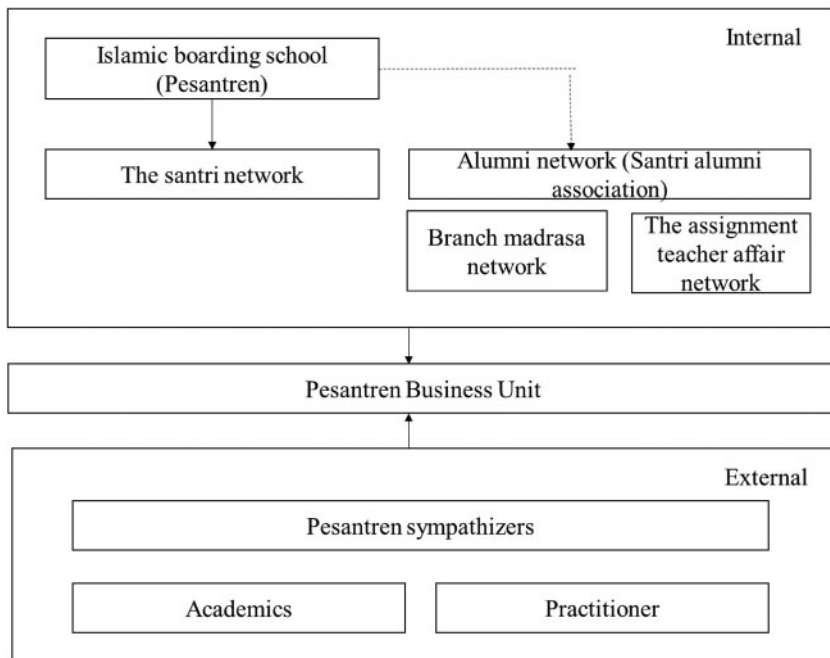 Internal
Islamic boarding school
(Pesantren)
The santri network
Alumni network (Santri alumni
association)
Branch madrasa
network
The assignment
teacher affair
network
Pesantren Business Unit
External
Pesantren sympathizers
Academics
Practitioner